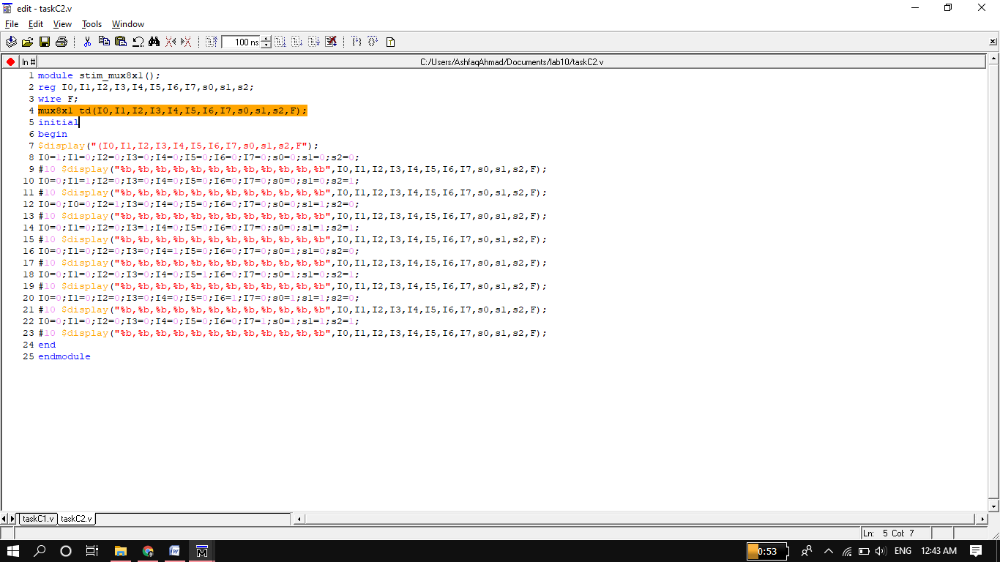 edit - taskC2.v
File Edit View Tools Window
100 ns
ln # C:/Users/AshfaqAhmad/Documents/lab10/taskC2.v
1 module stim_mux8x1();
2 reg I0,I1,I2,I3,I4,I5,I6,I7,s0,s1,s2;
3 wire F;
4 mux8x1 td(I0,I1,I2,I3,I4,I5,I6,I7,s0,s1,s2,F);
5 initial
6 begin
7 $display("(I0,I1,I2,I3,I4,I5,I6,I7,s0,s1,s2,F");
8 I0=1;I1=0;I2=0;I3=0;I4=0;I5=0;I6=0;I7=0;s0=0;s1=0;s2=0;
9 #10 $display("%b,%b,%b,%b,%b,%b,%b,%b,%b,%b,%b,%b",I0,I1,I2,I3,I4,I5,I6,I7,s0,s1,s2,F);
10 I0=0;I1=1;I2=0;I3=0;I4=0;I5=0;I6=0;I7=0;s0=0;s1=0;s2=1;
11 #10 $display("%b,%b,%b,%b,%b,%b,%b,%b,%b,%b,%b,%b",I0,I1,I2,I3,I4,I5,I6,I7,s0,s1,s2,F);
12 I0=0;I0=0;I2=1;I3=0;I4=0;I5=0;I6=0;I7=0;s0=0;s1=1;s2=0;
13 #10 $display("%b,%b,%b,%b,%b,%b,%b,%b,%b,%b,%b,%b",I0,I1,I2,I3,I4,I5,I6,I7,s0,s1,s2,F);
14 I0=0;I1=0;I2=0;I3=1;I4=0;I5=0;I6=0;I7=0;s0=0;s1=1;s2=1;
15 #10 $display("%b,%b,%b,%b,%b,%b,%b,%b,%b,%b,%b,%b",I0,I1,I2,I3,I4,I5,I6,I7,s0,s1,s2,F);
16 I0=0;I1=0;I2=0;I3=0;I4=1;I5=0;I6=0;I7=0;s0=1;s1=0;s2=0;
17 #10 $display("%b,%b,%b,%b,%b,%b,%b,%b,%b,%b,%b,%b",I0,I1,I2,I3,I4,I5,I6,I7,s0,s1,s2,F);
18 I0=0;I1=0;I2=0;I3=0;I4=0;I5=1;I6=0;I7=0;s0=1;s1=0;s2=1;
19 #10 $display("%b,%b,%b,%b,%b,%b,%b,%b,%b,%b,%b,%b",I0,I1,I2,I3,I4,I5,I6,I7,s0,s1,s2,F);
20 I0=0;I1=0;I2=0;I3=0;I4=0;I5=0;I6=1;I7=0;s0=1;s1=1;s2=0;
21 #10 $display("%b,%b,%b,%b,%b,%b,%b,%b,%b,%b,%b,%b",I0,I1,I2,I3,I4,I5,I6,I7,s0,s1,s2,F);
22 I0=0;I1=0;I2=0;I3=0;I4=0;I5=0;I6=0;I7=1;s0=1;s1=1;s2=1;
23 #10 $display("%b,%b,%b,%b,%b,%b,%b,%b,%b,%b,%b,%b",I0,I1,I2,I3,I4,I5,I6,I7,s0,s1,s2,F);
24 end
25 endmodule
taskC1.v taskC2.v
Ln: 5 Col: 7
0:53 ENG 12:43 AM